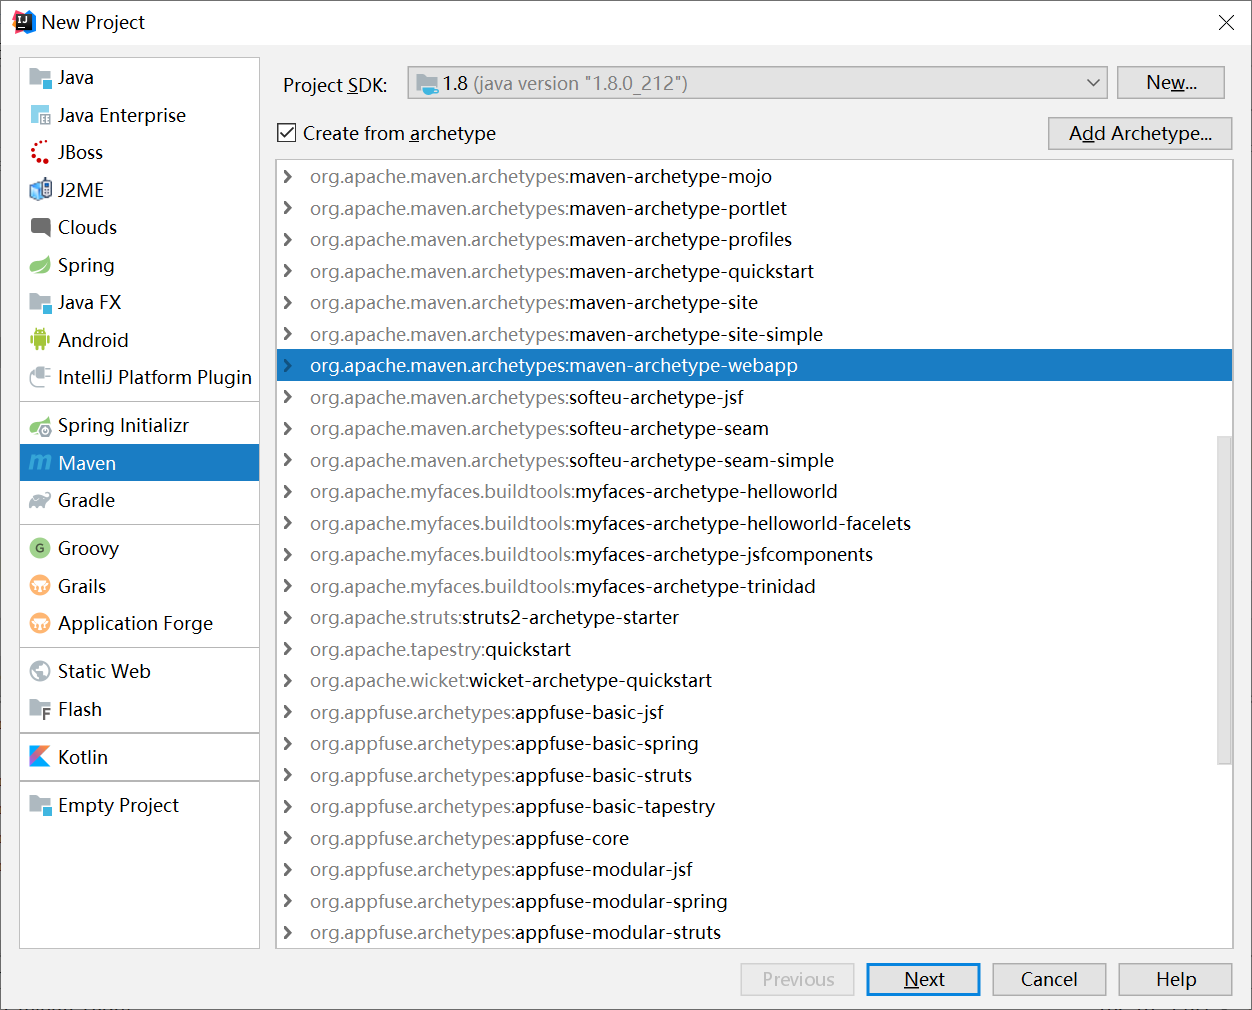 New Project
Java
Java Enterprise
JBoss
J2ME
Clouds
Spring
Java FX
Android
IntelliJ Platform Plugin
Spring Initializr
Maven
Gradle
Groovy
Grails
Application Forge
Static Web
Flash
Kotlin
Empty Project
Project SDK: 1.8 (java version "1.8.0_212") New...
Create from archetype Add Archetype...
org.apache.maven.archetypes:maven-archetype-mojo
org.apache.maven.archetypes:maven-archetype-portlet
org.apache.maven.archetypes:maven-archetype-profiles
org.apache.maven.archetypes:maven-archetype-quickstart
org.apache.maven.archetypes:maven-archetype-site
org.apache.maven.archetypes:maven-archetype-site-simple
org.apache.maven.archetypes:maven-archetype-webapp
org.apache.maven.archetypes:softeu-archetype-jsf
org.apache.maven.archetypes:softeu-archetype-seam
org.apache.maven.archetypes:softeu-archetype-seam-simple
org.apache.myfaces.buildtools:myfaces-archetype-helloworld
org.apache.myfaces.buildtools:myfaces-archetype-helloworld-facelets
org.apache.myfaces.buildtools:myfaces-archetype-jsfcomponents
org.apache.myfaces.buildtools:myfaces-archetype-trinidad
org.apache.struts:struts2-archetype-starter
org.apache.tapestry:quickstart
org.apache.wicket:wicket-archetype-quickstart
org.appfuse.archetypes:appfuse-basic-jsf
org.appfuse.archetypes:appfuse-basic-spring
org.appfuse.archetypes:appfuse-basic-struts
org.appfuse.archetypes:appfuse-basic-tapestry
org.appfuse.archetypes:appfuse-core
org.appfuse.archetypes:appfuse-modular-jsf
org.appfuse.archetypes:appfuse-modular-spring
org.appfuse.archetypes:appfuse-modular-struts
Previous Next Cancel Help